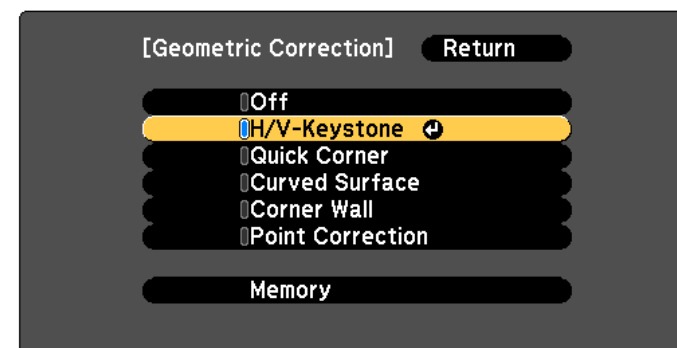 [Geometric Correction] Return
Off
H/V-Keystone
Quick Corner
Curved Surface
Corner Wall
Point Correction
Memory